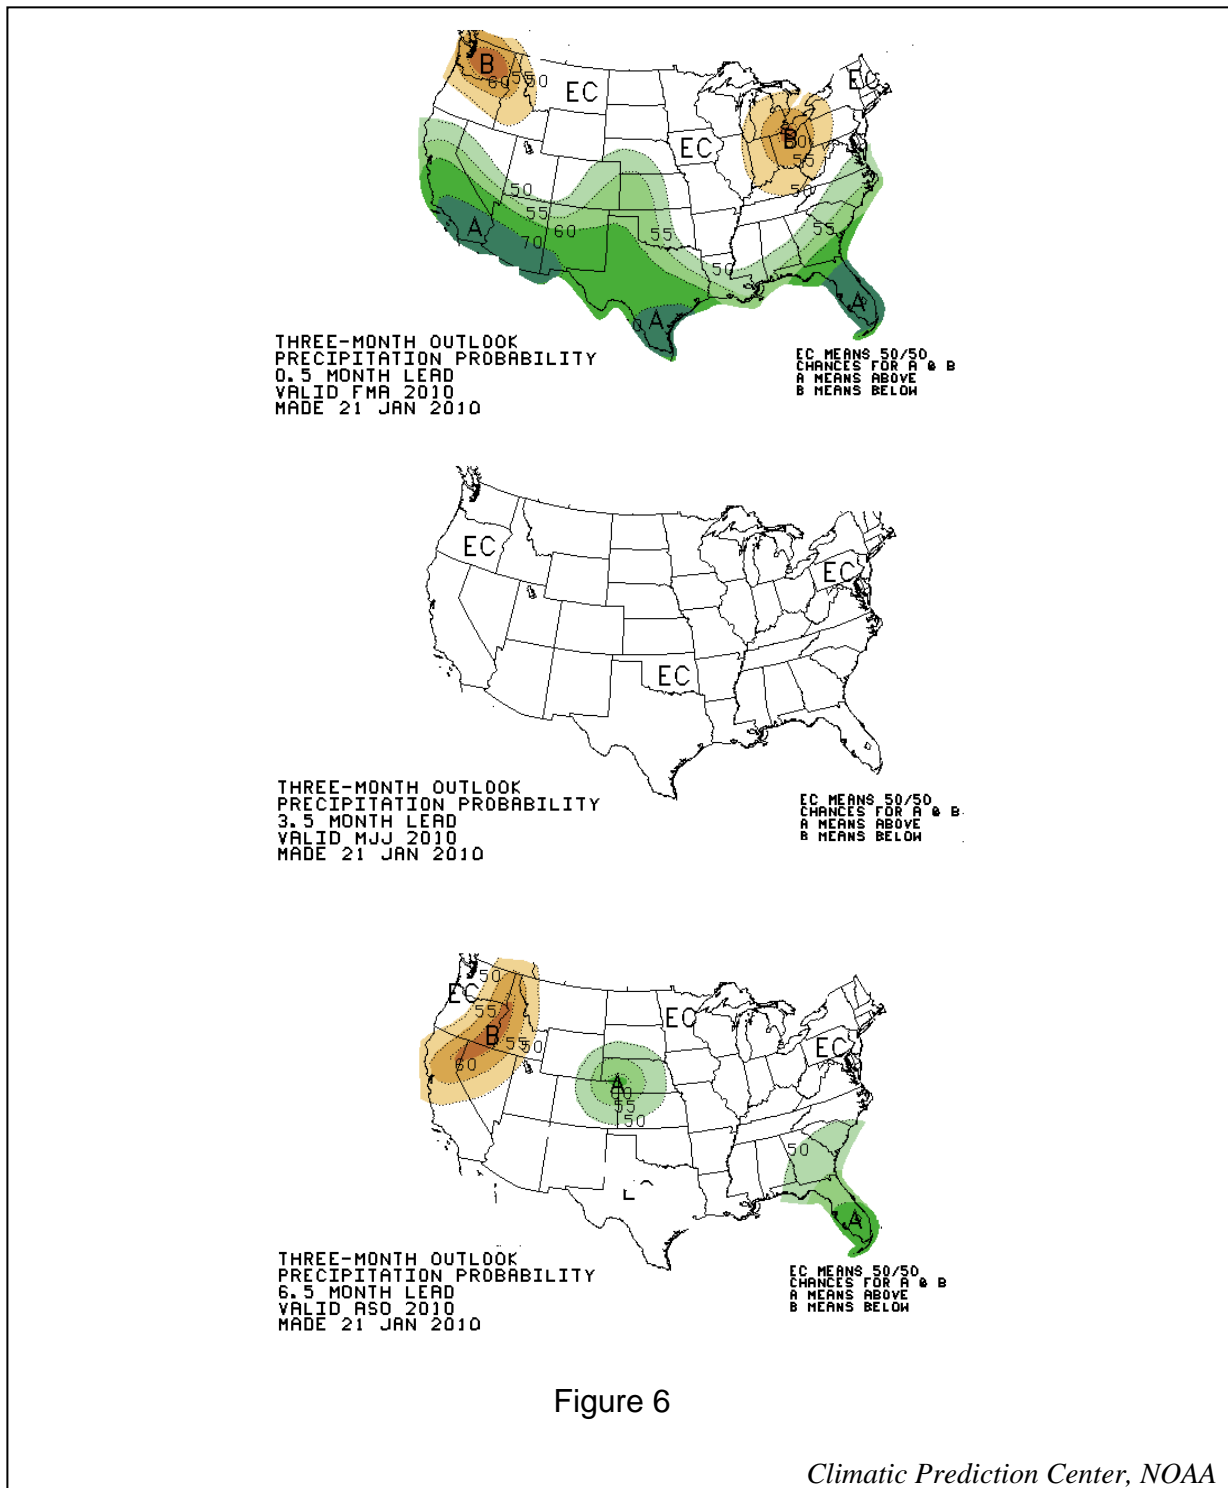 B
60
55
50
EC
EC
EC
B
60
55
50
50
55
60
70
A
55
50
55
A
A
THREE-MONTH OUTLOOK
PRECIPITATION PROBABILITY
0.5 MONTH LEAD
VALID FMA 2010
MADE 21 JAN 2010
EC MEANS 50/50
CHANCES FOR A & B
A MEANS ABOVE
B MEANS BELOW
EC
EC
EC
THREE-MONTH OUTLOOK
PRECIPITATION PROBABILITY
3.5 MONTH LEAD
VALID MJJ 2010
MADE 21 JAN 2010
EC MEANS 50/50
CHANCES FOR A & B
A MEANS ABOVE
B MEANS BELOW
50
EC
55
B
55
50
60
EC
EC
A
60
55
50
50
A
THREE-MONTH OUTLOOK
PRECIPITATION PROBABILITY
6.5 MONTH LEAD
VALID ASO 2010
MADE 21 JAN 2010
EC MEANS 50/50
CHANCES FOR A & B
A MEANS ABOVE
B MEANS BELOW
Figure 6
Climatic Prediction Center, NOAA